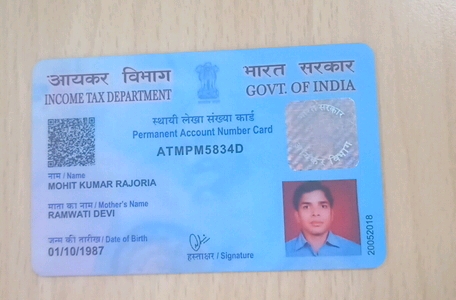 आयकर विभाग
INCOME TAX DEPARTMENT
भारत सरकार
GOVT. OF INDIA
स्थायी लेखा संख्या कार्ड
Permanent Account Number Card
ATMPM5834D
नाम / Name
MOHIT KUMAR RAJORIA
माता का नाम / Mother's Name
RAMWATI DEVI
जन्म की तारीख / Date of Birth
01/10/1987
हस्ताक्षर / Signature
20052018